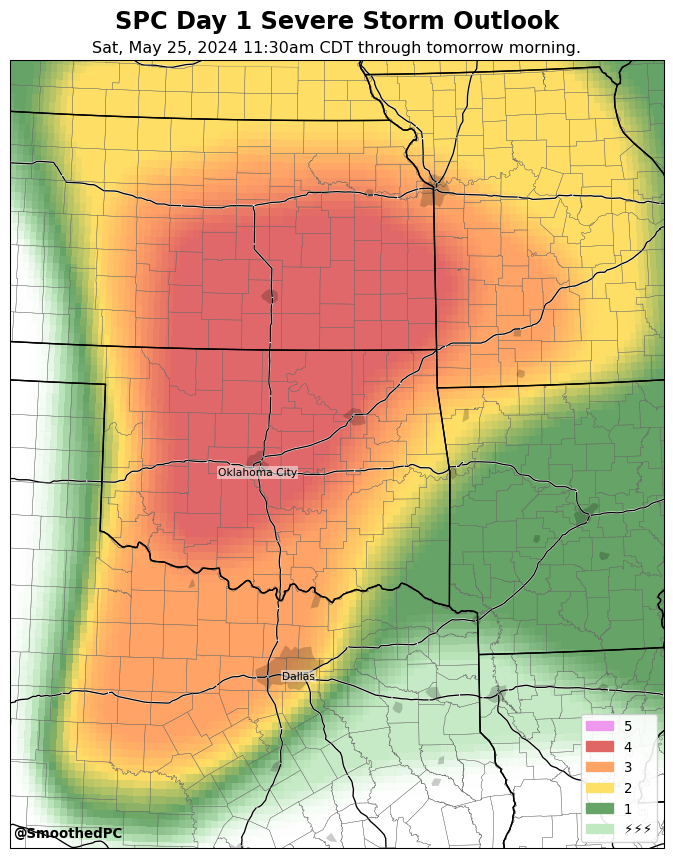 SPC Day 1 Severe Storm Outlook
Sat, May 25, 2024 11:30am CDT through tomorrow morning.
Oklahoma City
Dallas
5
4
3
2
1
⚡⚡⚡
@SmoothedPC